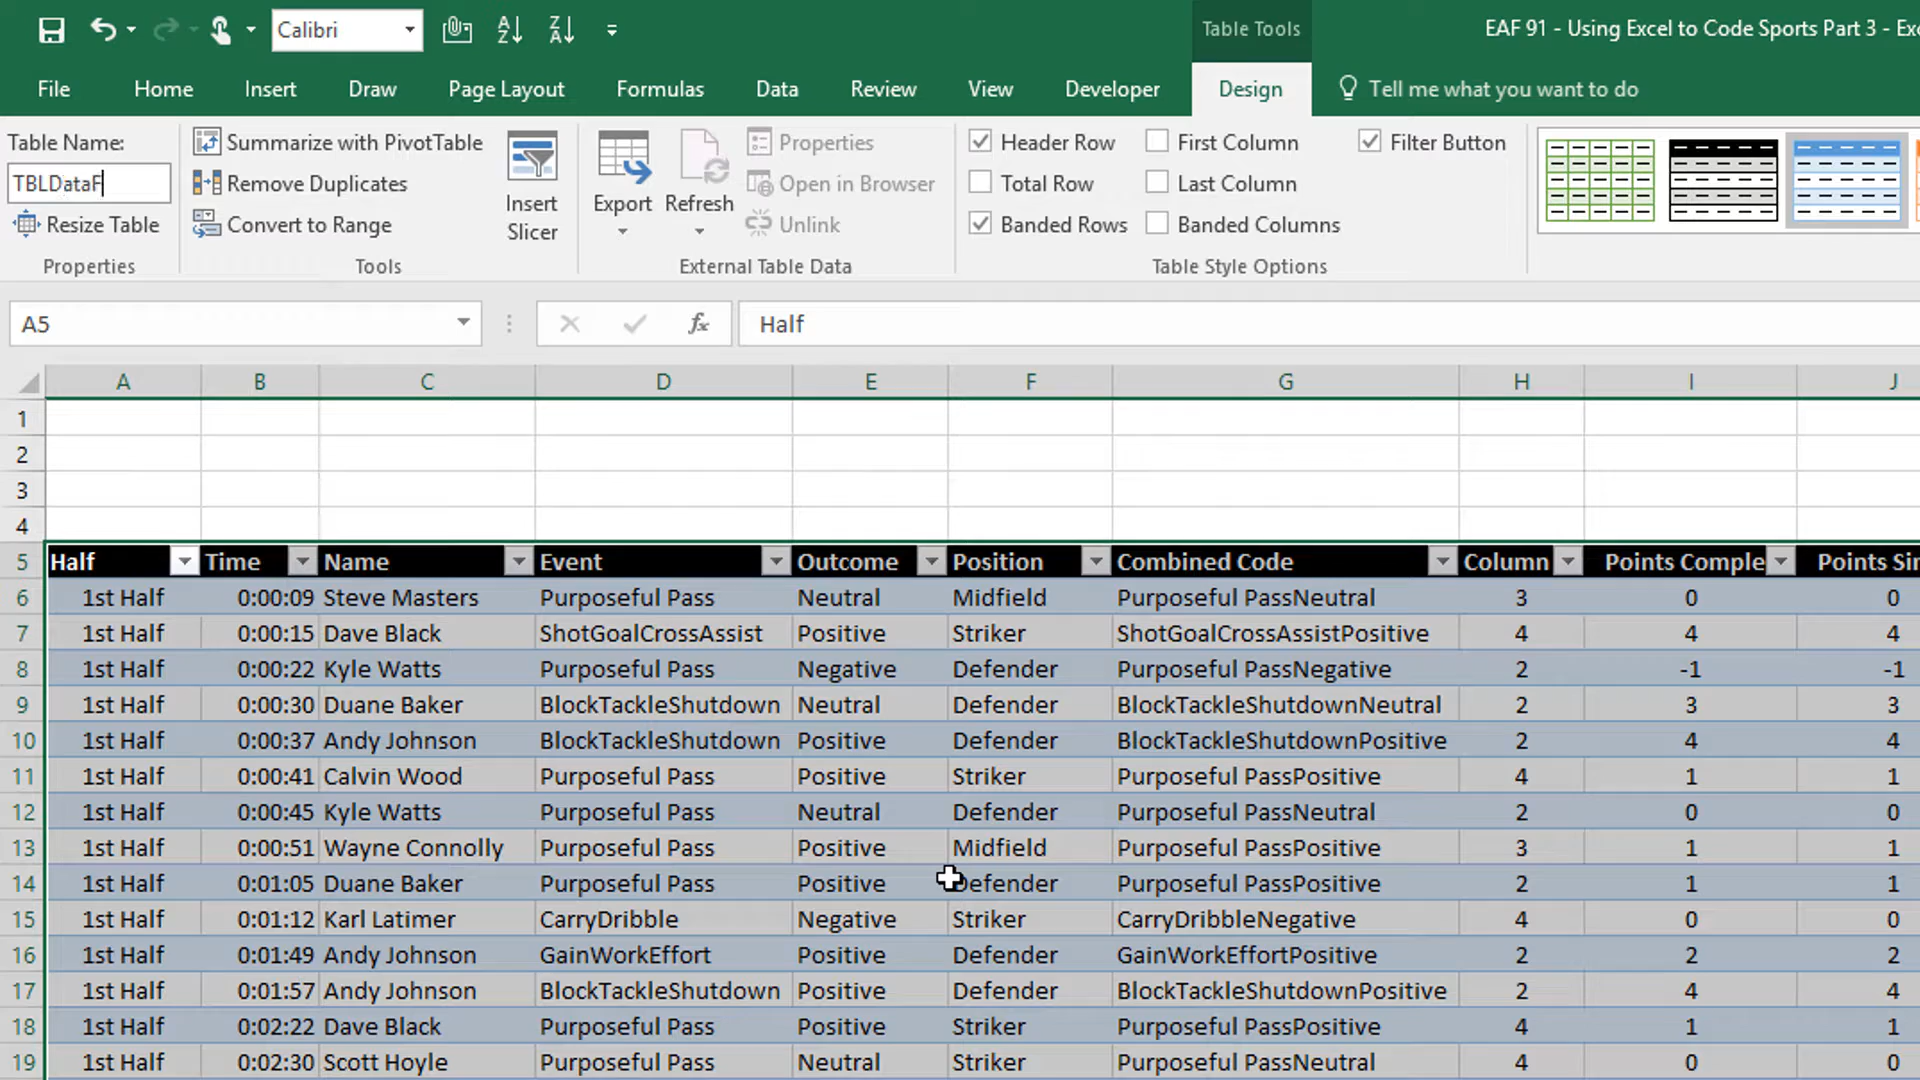 Calibri
Table Tools
EAF 91 - Using Excel to Code Sports Part 3 - Exc
File Home Insert Draw Page Layout Formulas Data Review View Developer Design Tell me what you want to do
Table Name:
TBLDataF
Resize Table
Properties
Summarize with PivotTable
Remove Duplicates
Convert to Range
Tools
Insert
Slicer
Export
Refresh
Properties
Open in Browser
Unlink
External Table Data
Header Row
Total Row
Banded Rows
First Column
Last Column
Banded Columns
Filter Button
Table Style Options
A5 fx Half
A B C D E F G H I J
1
2
3
4
5 Half Time Name Event Outcome Position Combined Code Column Points Comple Points Sin
6 1st Half 0:00:09 Steve Masters Purposeful Pass Neutral Midfield Purposeful PassNeutral 3 0 0
7 1st Half 0:00:15 Dave Black ShotGoalCrossAssist Positive Striker ShotGoalCrossAssistPositive 4 4 4
8 1st Half 0:00:22 Kyle Watts Purposeful Pass Negative Defender Purposeful PassNegative 2 -1 -1
9 1st Half 0:00:30 Duane Baker BlockTackleShutdown Neutral Defender BlockTackleShutdownNeutral 2 3 3
10 1st Half 0:00:37 Andy Johnson BlockTackleShutdown Positive Defender BlockTackleShutdownPositive 2 4 4
11 1st Half 0:00:41 Calvin Wood Purposeful Pass Positive Striker Purposeful PassPositive 4 1 1
12 1st Half 0:00:45 Kyle Watts Purposeful Pass Neutral Defender Purposeful PassNeutral 2 0 0
13 1st Half 0:00:51 Wayne Connolly Purposeful Pass Positive Midfield Purposeful PassPositive 3 1 1
14 1st Half 0:01:05 Duane Baker Purposeful Pass Positive Defender Purposeful PassPositive 2 1 1
15 1st Half 0:01:12 Karl Latimer CarryDribble Negative Striker CarryDribbleNegative 4 0 0
16 1st Half 0:01:49 Andy Johnson GainWorkEffort Positive Defender GainWorkEffortPositive 2 2 2
17 1st Half 0:01:57 Andy Johnson BlockTackleShutdown Positive Defender BlockTackleShutdownPositive 2 4 4
18 1st Half 0:02:22 Dave Black Purposeful Pass Positive Striker Purposeful PassPositive 4 1 1
19 1st Half 0:02:30 Scott Hoyle Purposeful Pass Neutral Striker Purposeful PassNeutral 4 0 0